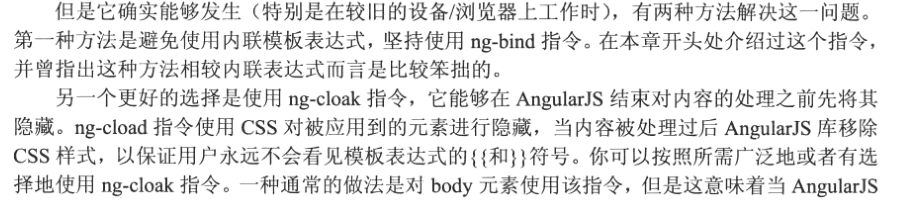 但是它确实能够发生（特别是在较旧的设备/浏览器上工作时），有两种方法解决这一问题。
第一种方法是避免使用内联模板表达式，坚持使用 ng-bind 指令。在本章开头处介绍过这个指令，
并曾指出这种方法相较内联表达式而言是比较笨拙的。
另一个更好的选择是使用 ng-cloak 指令，它能够在 AngularJS 结束对内容的处理之前先将其
隐藏。ng-cload 指令使用 CSS 对被应用到的元素进行隐藏，当内容被处理过后 AngularJS 库移除
CSS 样式，以保证用户永远不会看见模板表达式的{{和}}符号。你可以按照所需广泛地或者有选
择地使用 ng-cloak 指令。一种通常的做法是对 body 元素使用该指令，但是这意味着当 AngularJS